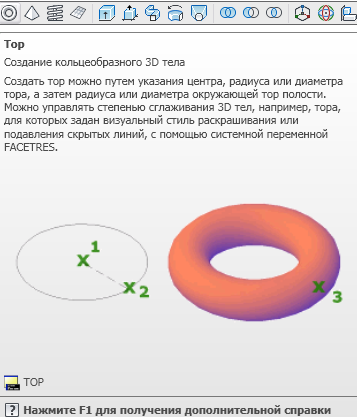 Тор
Создание кольцеобразного 3D тела
Создать тор можно путем указания центра, радиуса или диаметра
тора, а затем радиуса или диаметра окружающей тор полости.
Можно управлять степенью сглаживания 3D тел, например, тора,
для которых задан визуальный стиль раскрашивания или
подавления скрытых линий, с помощью системной переменной
FACETRES.
1
2
3
ТОР
Нажмите F1 для получения дополнительной справки